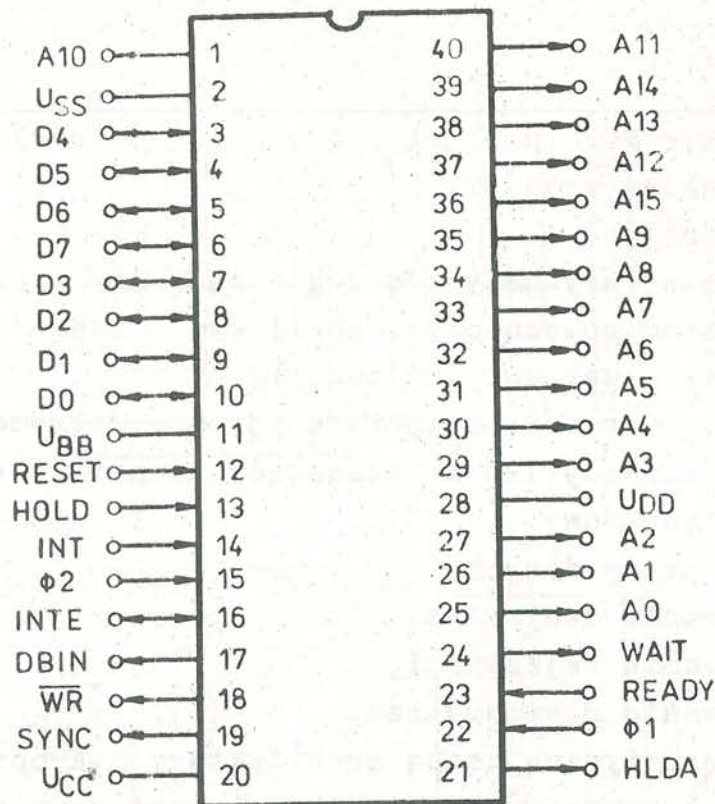 A10 1 40 A11
USS 2 39 A14
D4 3 38 A13
D5 4 37 A12
D6 5 36 A15
D7 6 35 A9
D3 7 34 A8
D2 8 33 A7
D1 9 32 A6
D0 10 31 A5
UBB 11 30 A4
RESET 12 29 A3
HOLD 13 28 UDD
INT 14 27 A2
Φ2 15 26 A1
INTE 16 25 A0
DBIN 17 24 WAIT
W̅R̅ 18 23 READY
SYNC 19 22 Φ1
UCC 20 21 HLDA